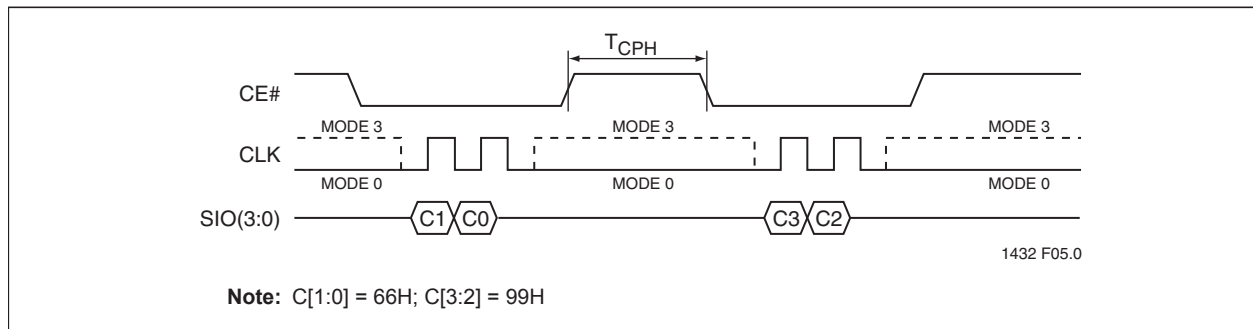 TCPH
CE#
MODE 3 MODE 3 MODE 3
CLK
MODE 0 MODE 0 MODE 0
SIO(3:0) C1 C0 C3 C2
1432 F05.0
Note: C[1:0] = 66H; C[3:2] = 99H